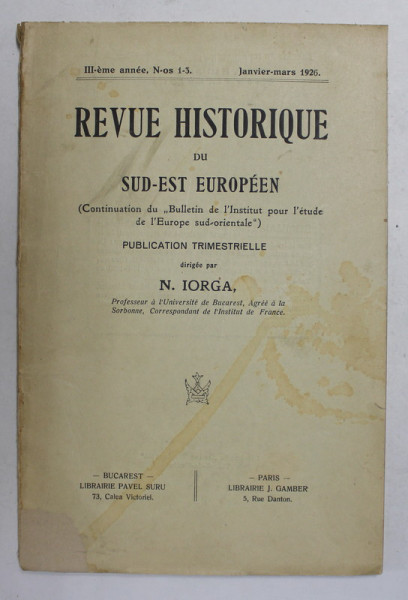 III-ème année, N-os 1-3. Janvier-mars 1926.
REVUE HISTORIQUE
DU
SUD-EST EUROPÉEN
(Continuation du „Bulletin de l'Institut pour l'étude
de l'Europe sud-orientale")
PUBLICATION TRIMESTRIELLE
dirigée par
N. IORGA,
Professeur à l'Université de Bucarest, Agréé à la
Sorbonne, Correspondant de l'Institut de France.
— BUCAREST —
LIBRAIRIE PAVEL SURU
73, Calea Victoriei.
— PARIS —
LIBRAIRIE J. GAMBER
5, Rue Danton.